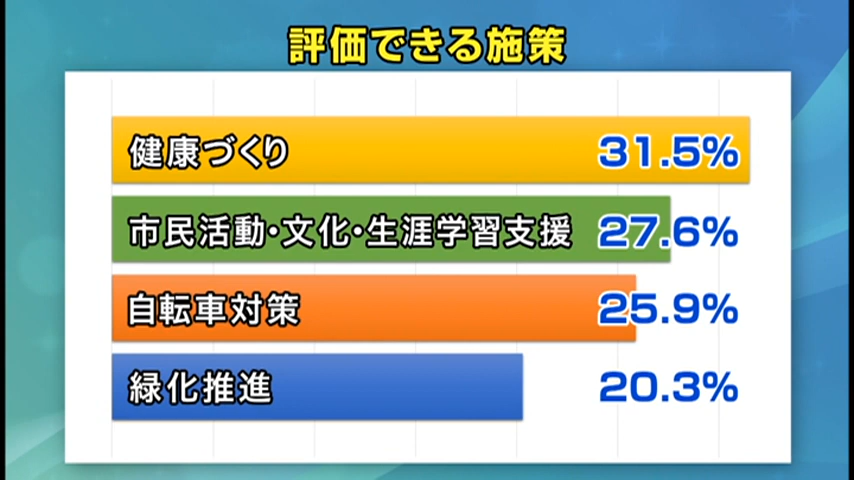 評価できる施策
健康づくり 31.5%
市民活動・文化・生涯学習支援 27.6%
自転車対策 25.9%
緑化推進 20.3%